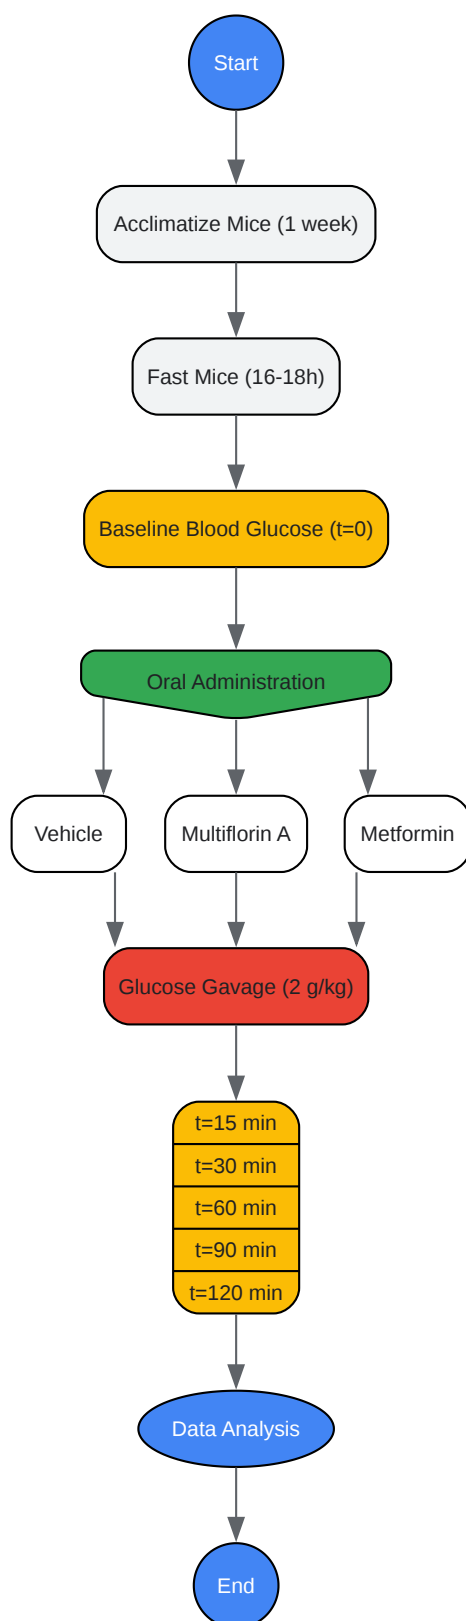 Start
Acclimatize Mice (1 week)
Fast Mice (16-18h)
Baseline Blood Glucose (t=0)
Oral Administration
Vehicle
Multiflorin A
Metformin
Glucose Gavage (2 g/kg)
t=15 min
t=30 min
t=60 min
t=90 min
t=120 min
Data Analysis
End